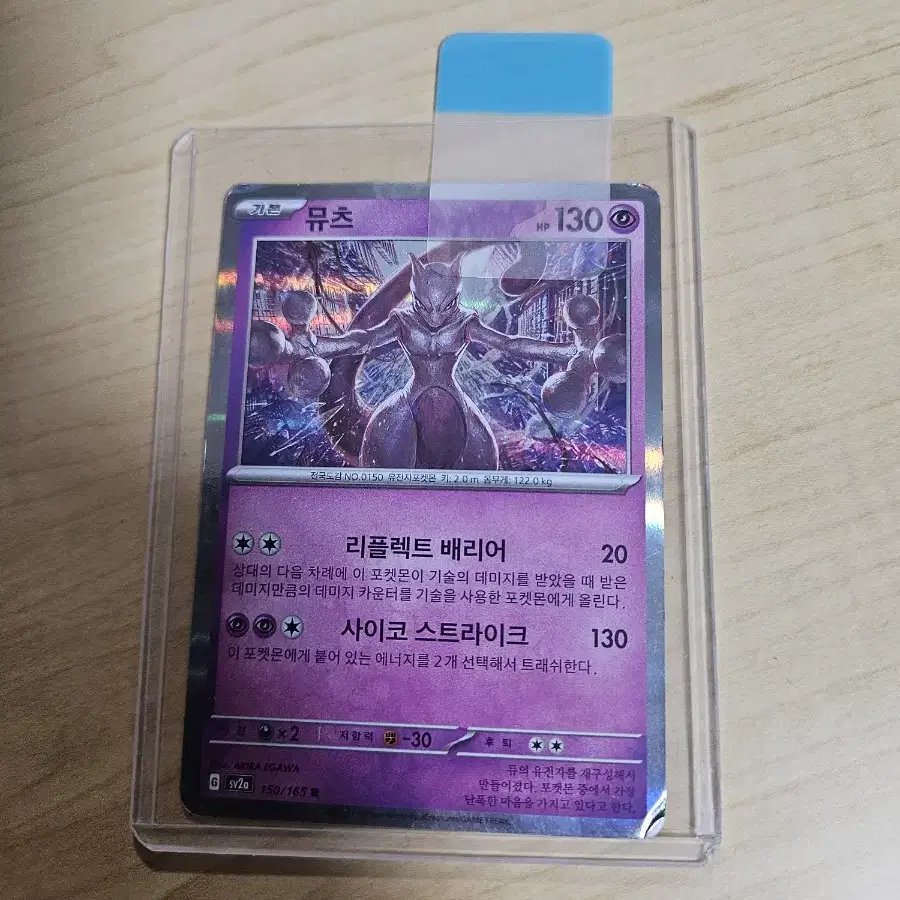 기본 뮤츠 HP 130
전국도감 NO.0150 유전자포켓몬 키: 2.0 m 몸무게: 122.0 kg
리플렉트 배리어 20
상대의 다음 차례에 이 포켓몬이 기술의 데미지를 받았을 때 받은
데미지만큼의 데미지 카운터를 기술을 사용한 포켓몬에게 올린다.
사이코 스트라이크 130
이 포켓몬에게 붙어 있는 에너지를 2개 선택해서 트래쉬한다.
×2 저항력 -30 후퇴
AKIRA EGAWA
G sv2a 150/165 R
뮤의 유전자를 재구성해서
만들어졌다. 포켓몬 중에서 가장
난폭한 마음을 가지고 있다고 한다.
GAME FREAK